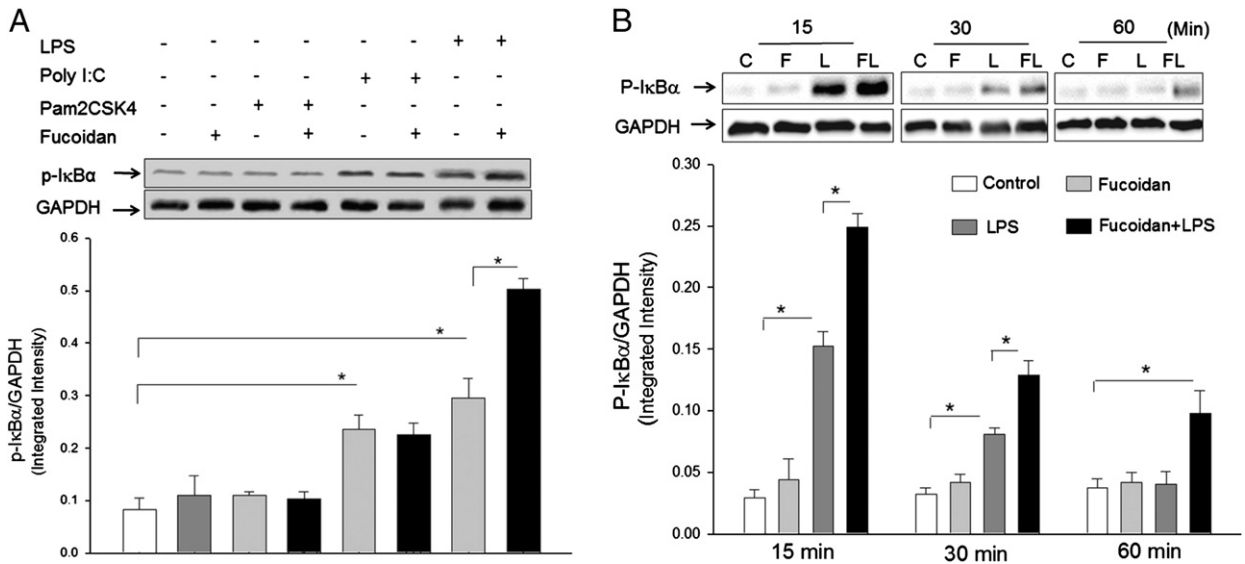 A
LPS - - - - - - + +
Poly I:C - - - - + + - -
Pam2CSK4 - - + + - - - -
Fucoidan - + - + - + - +
p-IκBα
GAPDH
0.6
0.5
0.4
0.3
0.2
0.1
0.0
p-IκBα/GAPDH
(Integrated Intensity)
* * *
B
15 30 60 (Min)
C F L FL C F L FL C F L FL
P-IκBα
GAPDH
0.30
0.25
0.20
0.15
0.10
0.05
0.00
P-IκBα/GAPDH
(Integrated Intensity)
Control
Fucoidan
LPS
Fucoidan+LPS
* * * * *
15 min 30 min 60 min